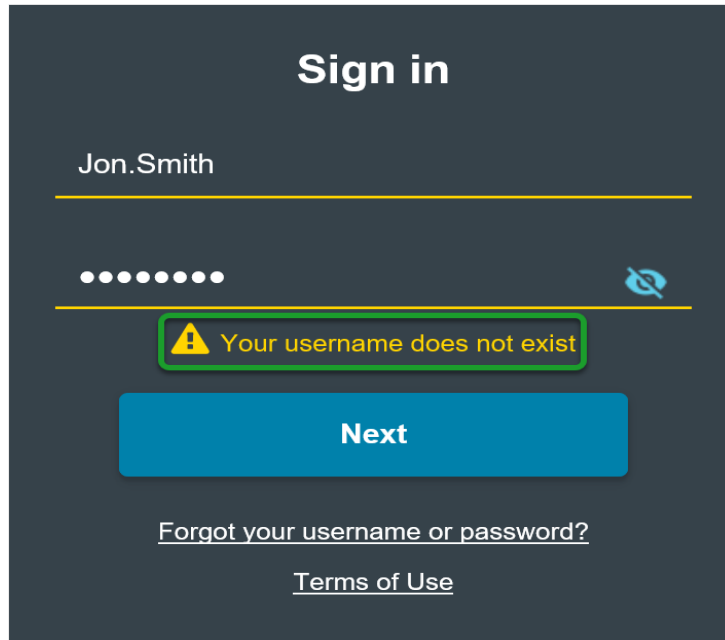 Sign in
Jon.Smith
••••••••
Your username does not exist
Next
Forgot your username or password?
Terms of Use